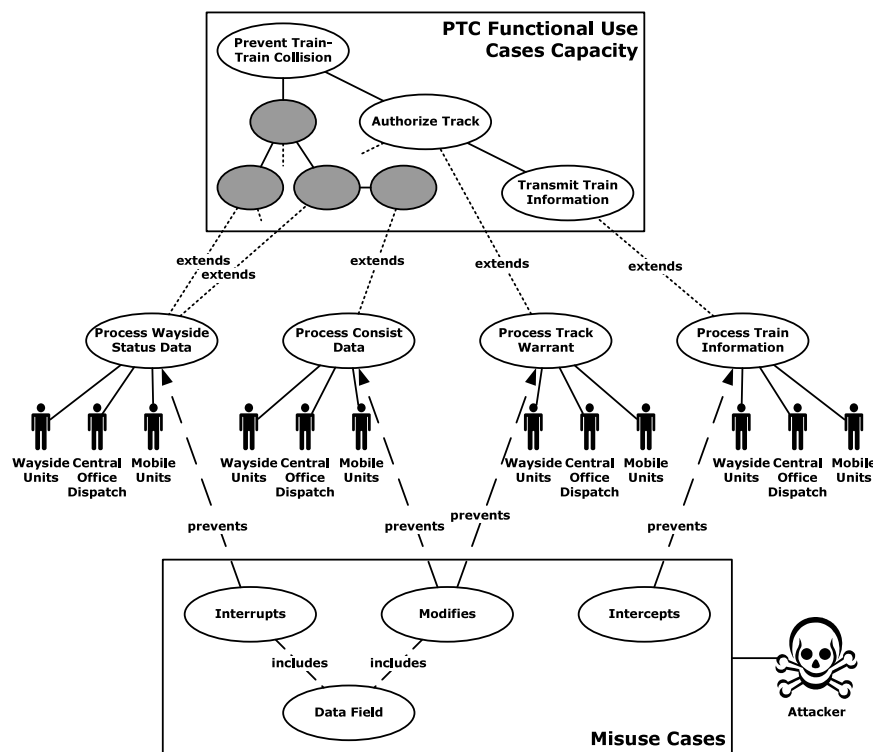 PTC Functional Use
Cases Capacity
Prevent Train-
Train Collision
Authorize Track
Transmit Train
Information
extends
extends
extends
extends
extends
Process Wayside
Status Data
Process Consist
Data
Process Track
Warrant
Process Train
Information
Wayside
Units
Central
Office
Dispatch
Mobile
Units
Wayside
Units
Central
Office
Dispatch
Mobile
Units
Wayside
Units
Central
Office
Dispatch
Mobile
Units
Wayside
Units
Central
Office
Dispatch
Mobile
Units
prevents
prevents
prevents
prevents
Interrupts
Modifies
Intercepts
includes
includes
Data Field
Misuse Cases
Attacker